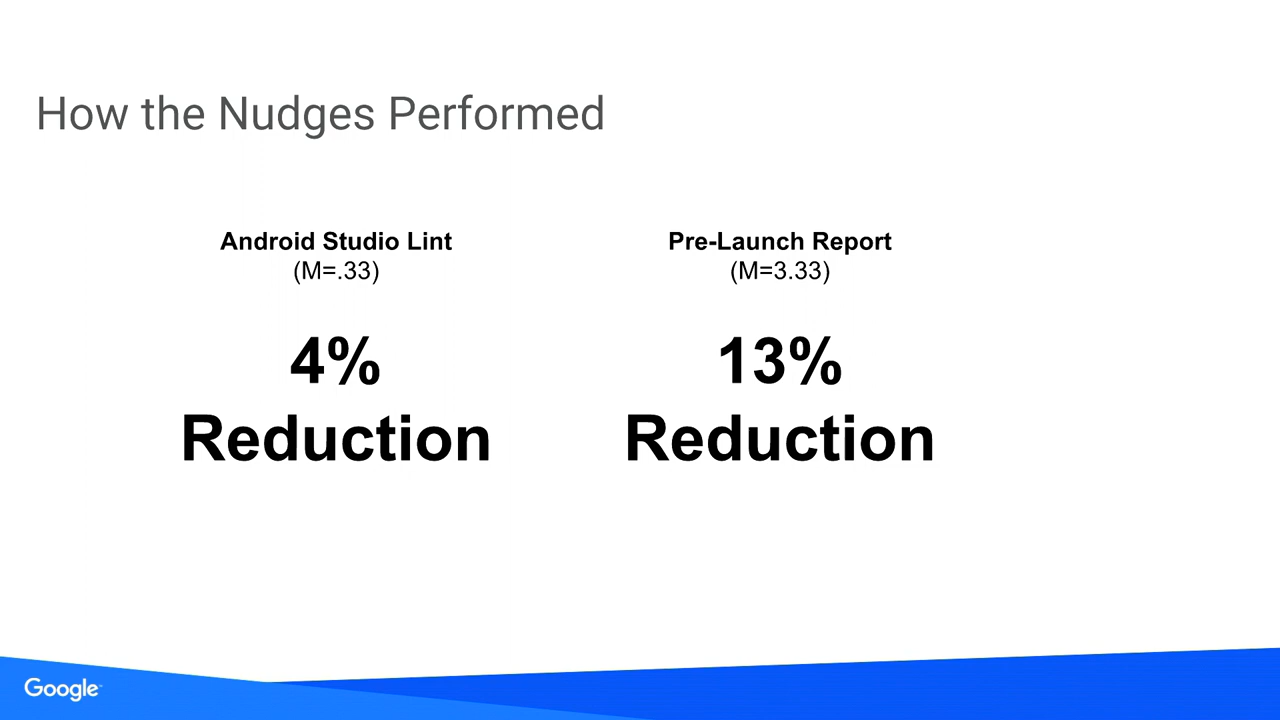 How the Nudges Performed
Android Studio Lint
(M=.33)
4%
Reduction
Pre-Launch Report
(M=3.33)
13%
Reduction
Google